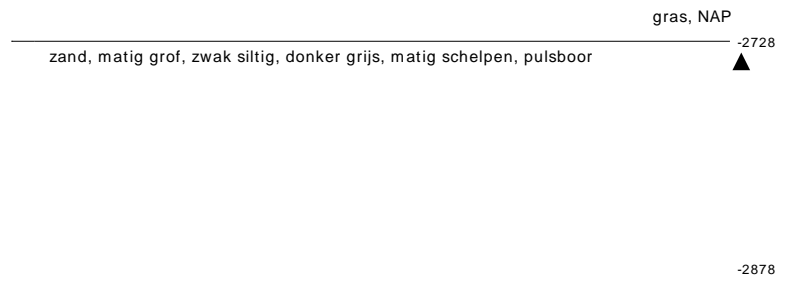 gras, NAP
-2728
zand, matig grof, zwak siltig, donker grijs, matig schelpen, pulsboor
-2878